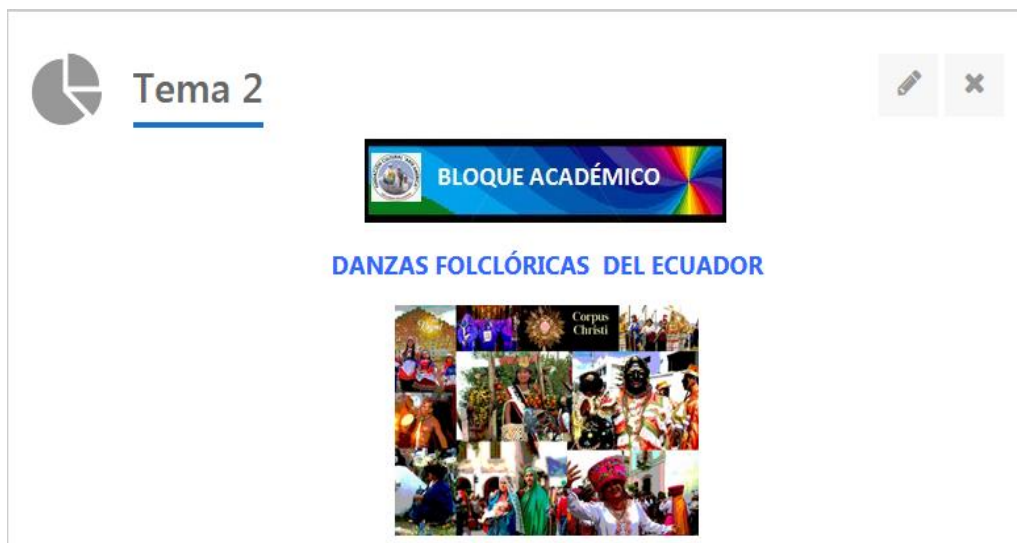 Tema 2
BLOQUE ACADÉMICO
DANZAS FOLCLÓRICAS DEL ECUADOR
Corpus
Christi